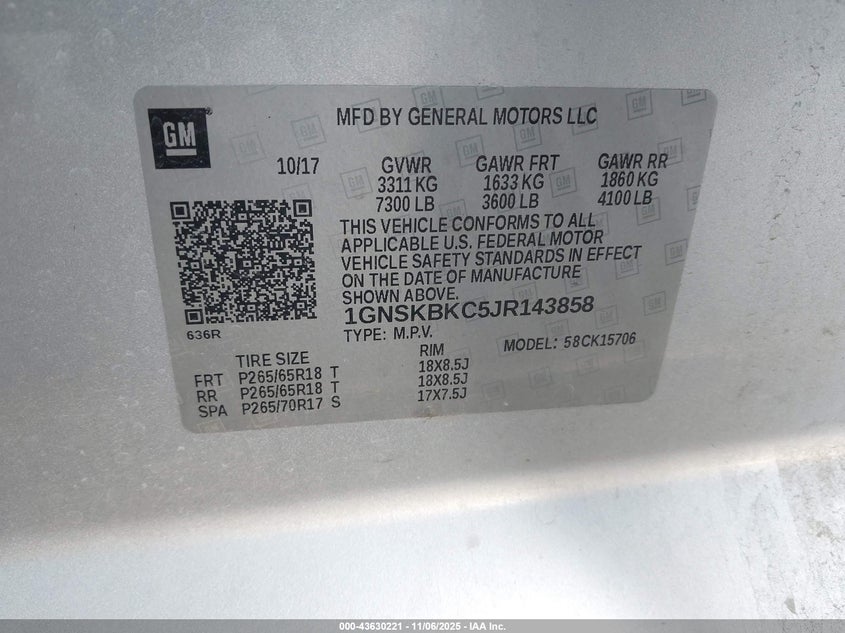 GM
MFD BY GENERAL MOTORS LLC
10/17 GVWR GAWR FRT GAWR RR
3311 KG 1633 KG 1860 KG
7300 LB 3600 LB 4100 LB
THIS VEHICLE CONFORMS TO ALL
APPLICABLE U.S. FEDERAL MOTOR
VEHICLE SAFETY STANDARDS IN EFFECT
ON THE DATE OF MANUFACTURE
SHOWN ABOVE.
1GNSKBKC5JR143858
636R
TYPE: M.P.V. MODEL: 58CK15706
TIRE SIZE RIM
FRT P265/65R18 T 18X8.5J
RR P265/65R18 T 18X8.5J
SPA P265/70R17 S 17X7.5J
000-43630221 - 11/06/2025 - IAA Inc.